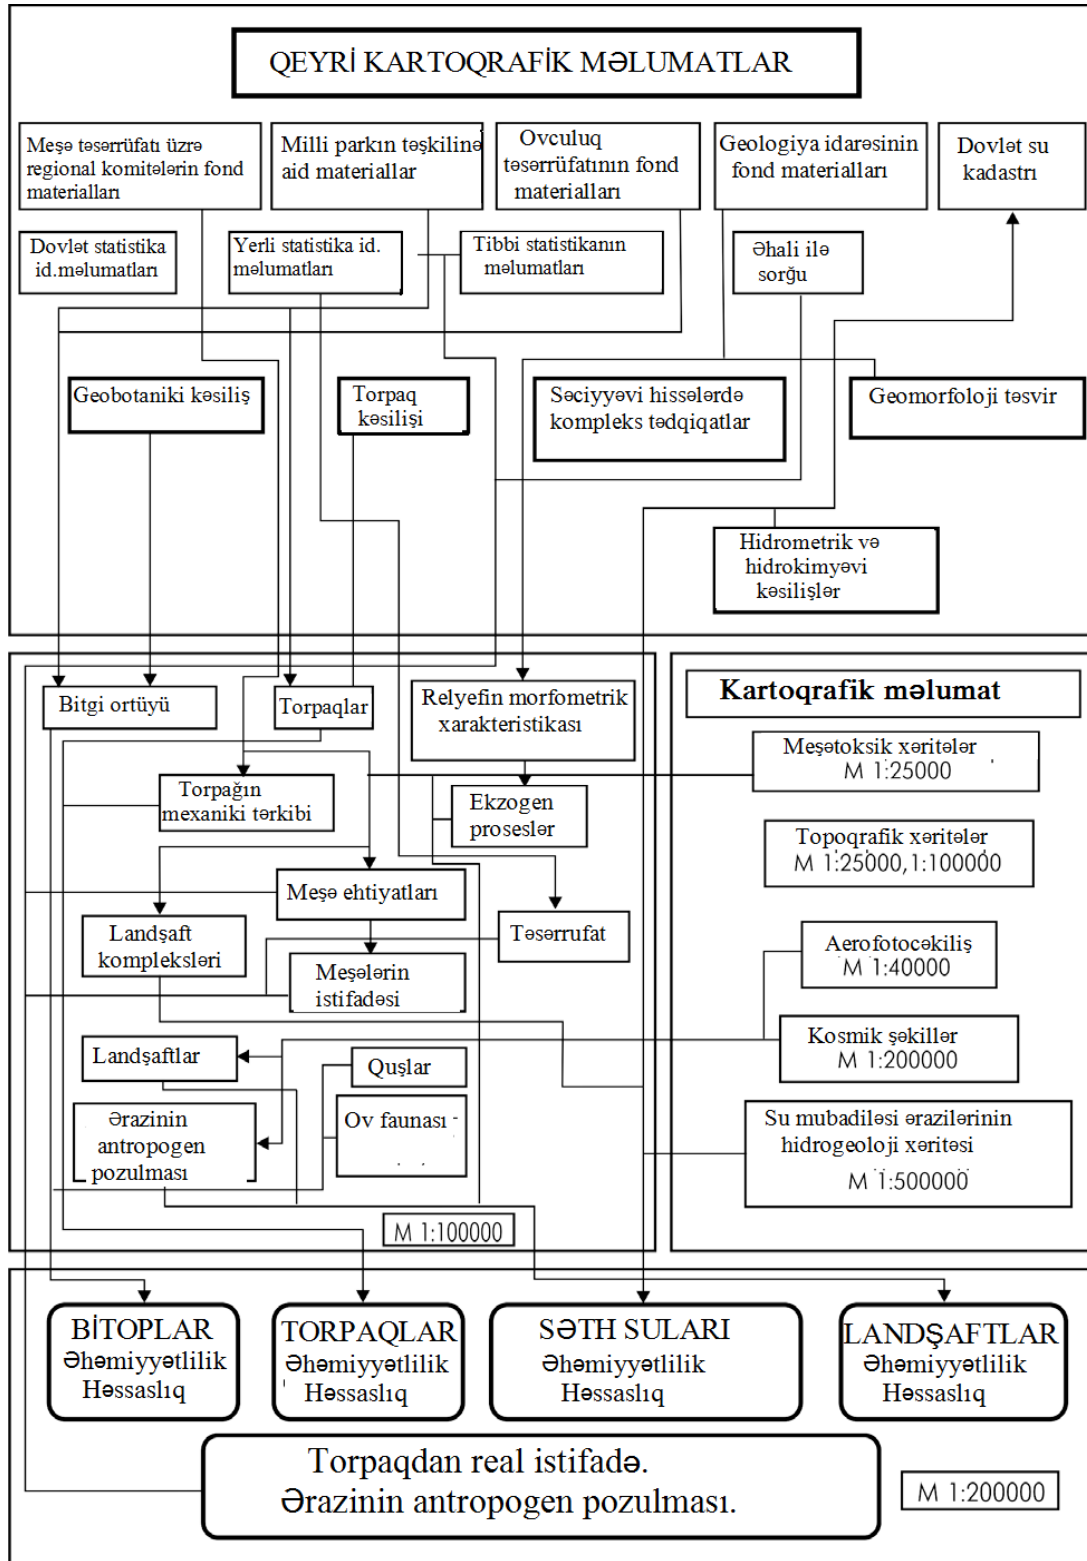 QEYRİ KARTOQRAFİK MƏLUMATLAR
Meşə təsərrüfatı üzrə
regional komitələrin fond
materialları
Milli parkın təşkilinə
aid materiallar
Ovculuq
təsərrüfatının fond
materialları
Geologiya idarəsinin
fond materialları
Dovlət su
kadastrı
Dovlət statistika
id.məlumatları
Yerli statistika id.
məlumatları
Tibbi statistikanın
məlumatları
Əhali ilə
sorğu
Geobotaniki kəsiliş
Torpaq
kəsilişi
Səciyyəvi hissələrdə
kompleks tədqiqatlar
Geomorfoloji təsvir
Hidrometrik və
hidrokimyəvi
kəsilişlər
Bitgi ortüyü
Torpaqlar
Relyefin morfometrik
xarakteristikası
Torpağın
mexaniki tərkibi
Ekzogen
proseslər
Meşə ehtiyatları
Landşaft
kompleksləri
Təsərrufat
Meşələrin
istifadəsi
Landşaftlar
Quşlar
Ərazinin
antropogen
pozulması
Ov faunası
M 1:100000
Kartoqrafik məlumat
Meşətoksik xəritələr
M 1:25000
Topoqrafik xəritələr
M 1:25000,1:100000
Aerofotocəkiliş
M 1:40000
Kosmik şəkillər
M 1:200000
Su mubadiləsi ərazilərinin
hidrogeoloji xəritəsi
M 1:500000
BİTOPLAR
Əhəmiyyətlilik
Həssaslıq
TORPAQLAR
Əhəmiyyətlilik
Həssaslıq
SƏTH SULARI
Əhəmiyyətlilik
Həssaslıq
LANDŞAFTLAR
Əhəmiyyətlilik
Həssaslıq
Torpaqdan real istifadə.
Ərazinin antropogen pozulması.
M 1:200000